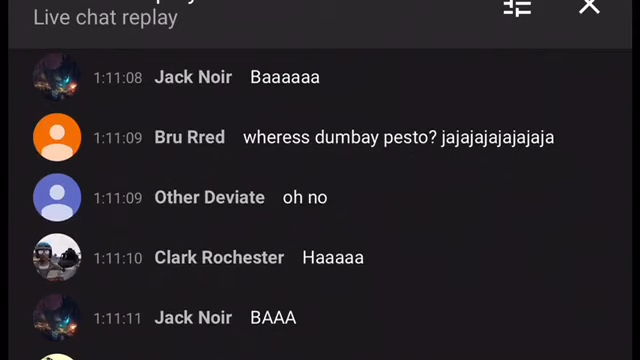 Live chat replay
1:11:08 Jack Noir Baaaaaa
1:11:09 Bru Rred wheress dumbay pesto? jajajajajajajaja
1:11:09 Other Deviate oh no
1:11:10 Clark Rochester Haaaaa
1:11:11 Jack Noir BAAA